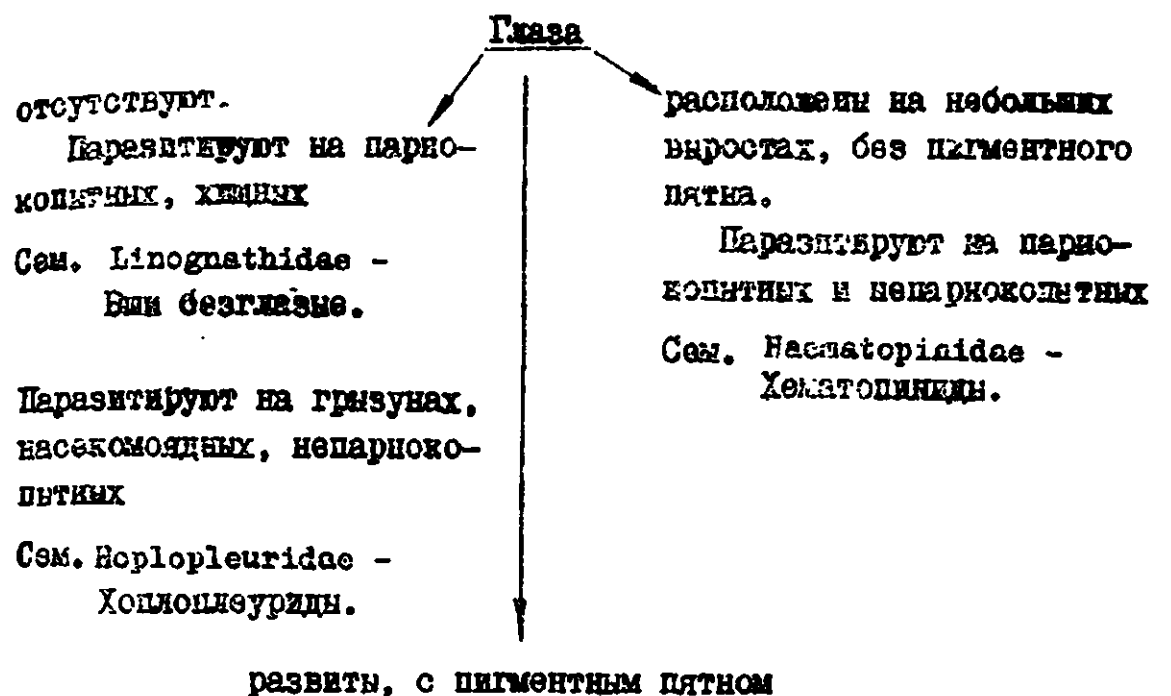 Глаза
отсутствуют.
Паразитируют на парно-
копытных, хищных
Сем. Linognathidae -
Вши безглазые.
Паразитируют на грызунах,
насекомоядных, непарноко-
пытных
Сем. Hoplopleuridae -
Хоплоплеуриды.
расположены на небольших
выростах, без пигментного
пятна.
Паразитируют на парно-
копытных и непарнокопытных
Сем. Haematopinidae -
Хематопиниды.
развиты, с пигментным пятном